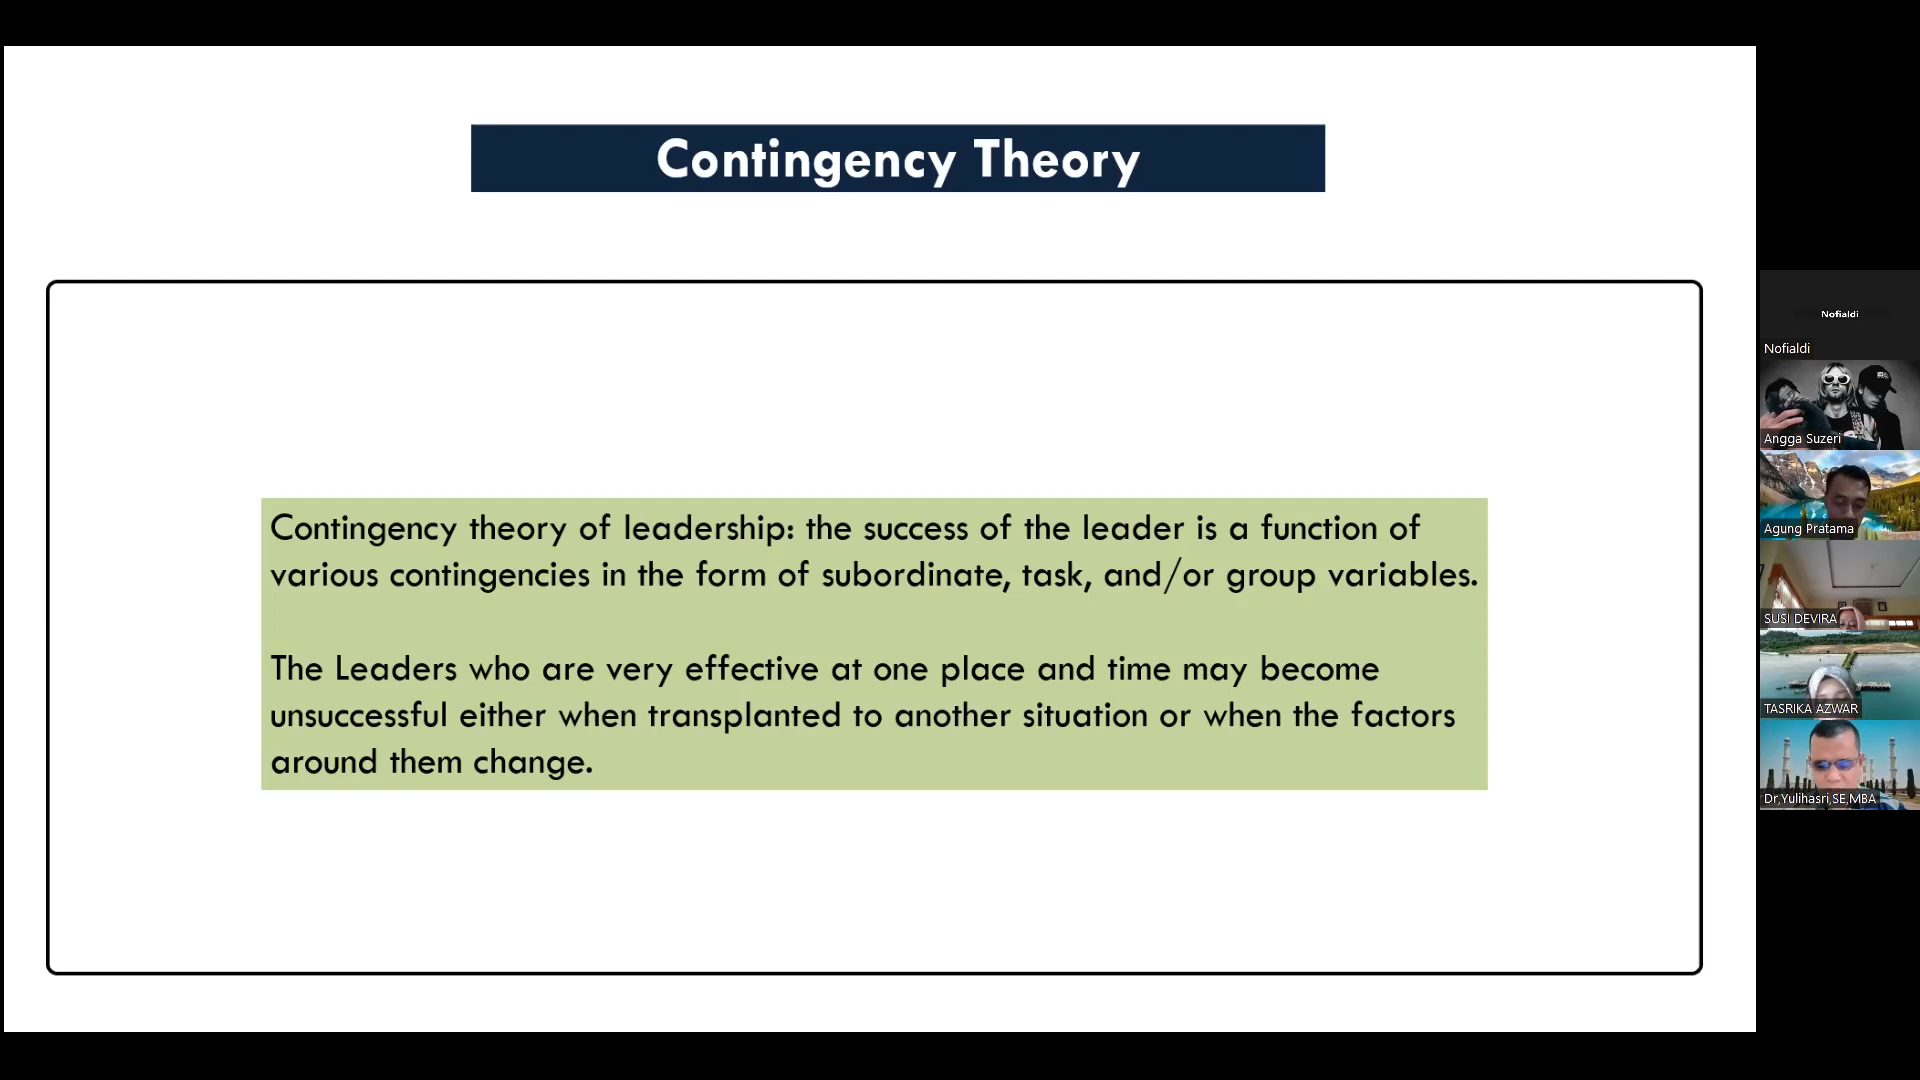 Contingency Theory
Contingency theory of leadership: the success of the leader is a function of
various contingencies in the form of subordinate, task, and/or group variables.
The Leaders who are very effective at one place and time may become
unsuccessful either when transplanted to another situation or when the factors
around them change.
Nofialdi
Nofialdi
Angga Suzeri
Agung Pratama
SUSI DEVIRA
TASRIKA AZWAR
Dr,Yulihasri,SE,MBA